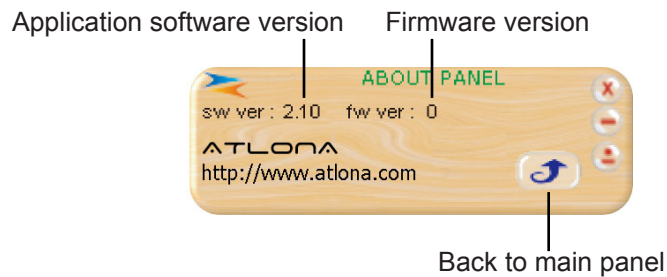 Application software version Firmware version
ABOUT PANEL
sw ver : 2.10 fw ver : 0
ATLONA
http://www.atlona.com
Back to main panel